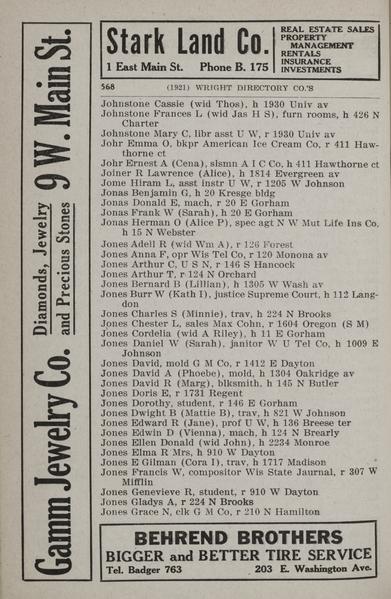 Stark Land Co.
1 East Main St. Phone B. 175
REAL ESTATE SALES
PROPERTY
MANAGEMENT
RENTALS
INSURANCE
INVESTMENTS
Gamm Jewelry Co. Diamonds, Jewelry and Precious Stones 9 W. Main St.
568 (1921) WRIGHT DIRECTORY CO.'S
Johnstone Cassie (wid Thos), h 1930 Univ av
Johnstone Frances L (wid Jas H S), furn rooms, h 426 N
Charter
Johnstone Mary C, libr asst U W, r 1930 Univ av
Johr Emma O, bkpr American Ice Cream Co, r 411 Haw-
thorne ct
Johr Ernest A (Cena), slsmn A I C Co, h 411 Hawthorne ct
Joiner R Lawrence (Alice), h 1814 Evergreen av
Jome Hiram L, asst instr U W, r 1205 W Johnson
Jonas Benjamin G, h 20 Kresge bldg
Jonas Donald E, mach, r 20 E Gorham
Jonas Frank W (Sarah), h 20 E Gorham
Jonas Herman O (Alice P), spec agt N W Mut Life Ins Co,
h 15 N Webster
Jones Adell R (wid Wm A), r 126 Forest
Jones Anna F, opr Wis Tel Co, r 120 Monona av
Jones Arthur C, U S N, r 146 S Hancock
Jones Arthur T, r 124 N Orchard
Jones Bernard B (Lillian), h 1305 W Wash av
Jones Burr W (Kath I), justice Supreme Court, h 112 Lang-
don
Jones Charles S (Minnie), trav, h 224 N Brooks
Jones Chester L, sales Max Cohn, r 1604 Oregon (S M)
Jones Cordelia (wid A Riley), h 11 E Gorham
Jones Daniel W (Sarah), janitor W U Tel Co, h 1009 E
Johnson
Jones David, mold G M Co, r 1412 E Dayton
Jones David A (Phoebe), mold, h 1304 Oakridge av
Jones David R (Marg), blksmith, h 145 N Butler
Jones Doris E, r 1731 Regent
Jones Dorothy, student, r 146 E Gorham
Jones Dwight B (Mattie B), trav, h 821 W Johnson
Jones Edward R (Jane), prof U W, h 136 Breese ter
Jones Edwin D (Vienna), mach, h 124 N Brearly
Jones Ellen Donald (wid John), h 2234 Monroe
Jones Elma R Mrs, h 910 W Dayton
Jones E Gilman (Cora I), trav, h 1717 Madison
Jones Francis W, compositor Wis State Jaurnal, r 307 W
Mifflin
Jones Genevieve R, student, r 910 W Dayton
Jones Gladys A, r 224 N Brooks
Jones Grace N, clk G M Co, r 210 N Hamilton
BEHREND BROTHERS
BIGGER and BETTER TIRE SERVICE
Tel. Badger 763 203 E. Washington Ave.